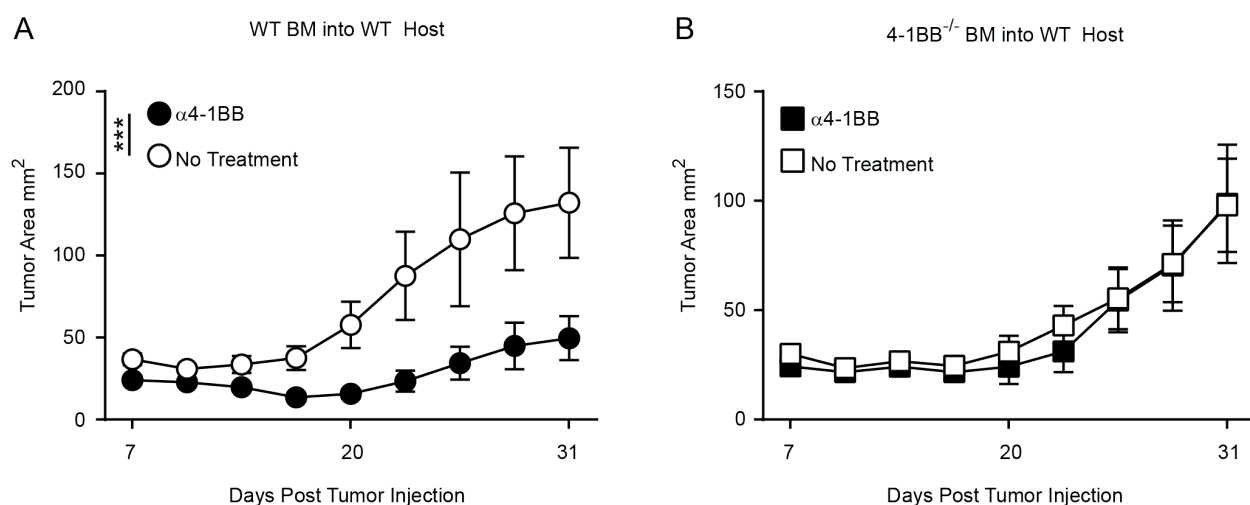 A
WT BM into WT Host
200
150
100
50
0
Tumor Area mm²
***
α4-1BB
No Treatment
7
20
31
Days Post Tumor Injection
B
4-1BB⁻/⁻ BM into WT Host
150
100
50
0
Tumor Area mm²
α4-1BB
No Treatment
7
20
31
Days Post Tumor Injection